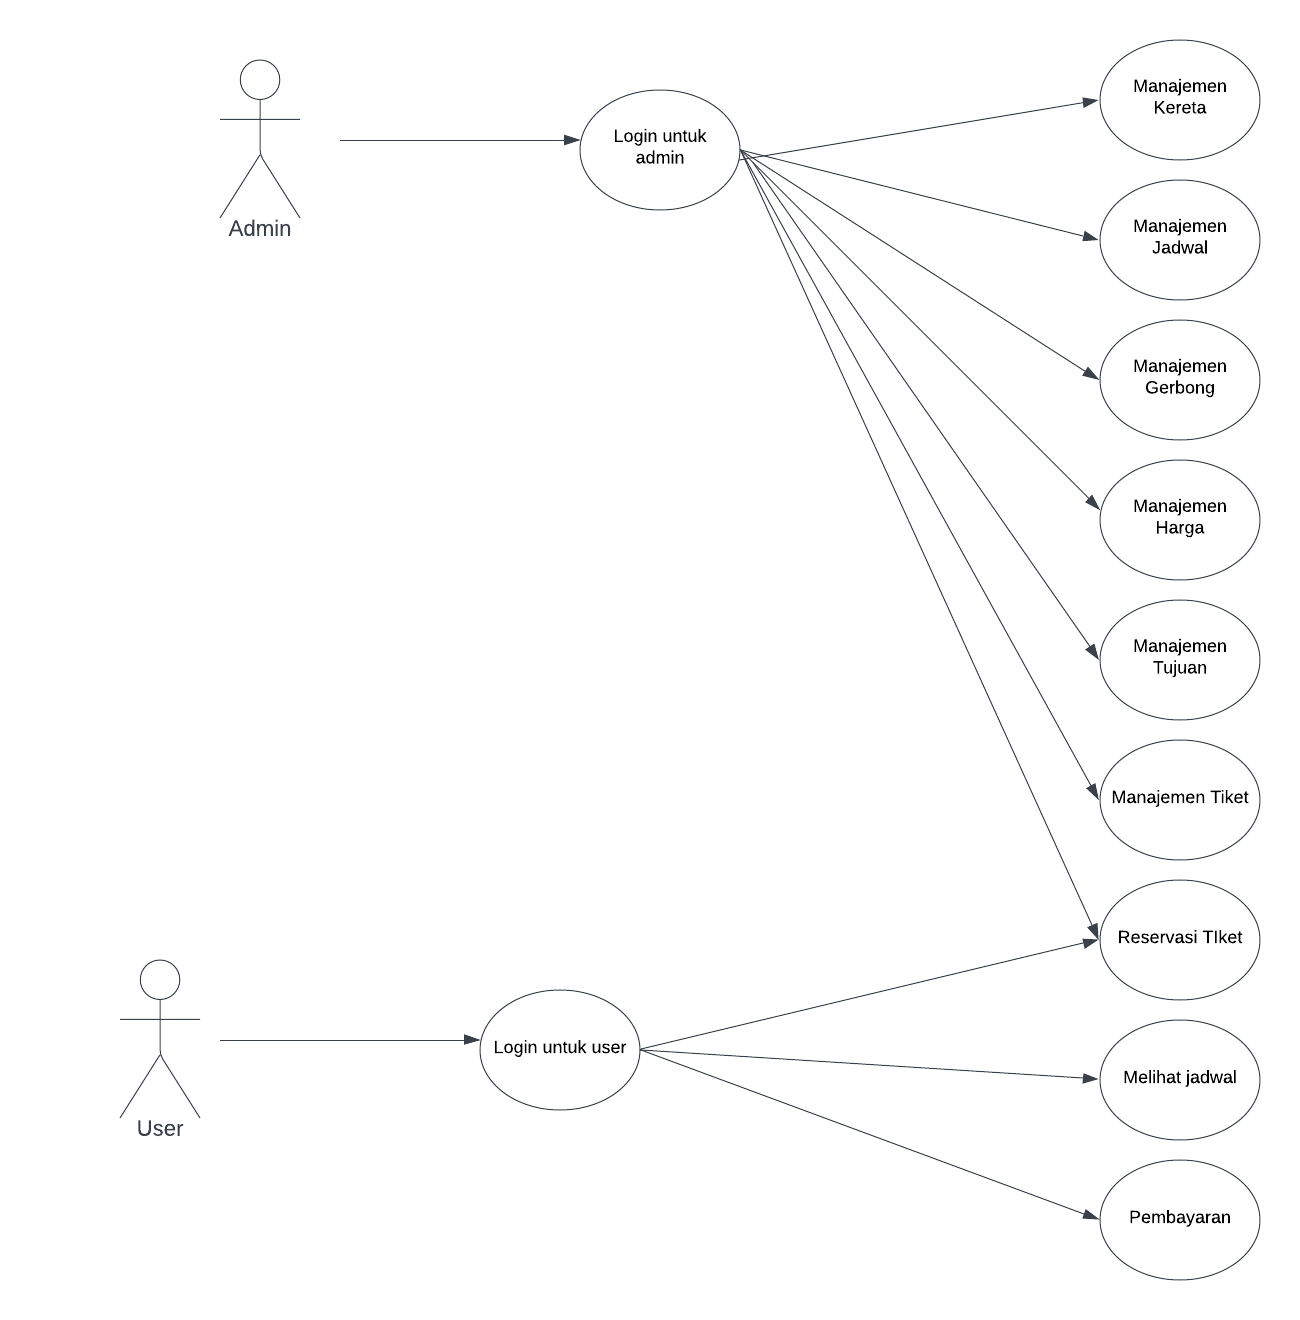 Admin
Login untuk
admin
Manajemen
Kereta
Manajemen
Jadwal
Manajemen
Gerbong
Manajemen
Harga
Manajemen
Tujuan
Manajemen Tiket
Reservasi TIket
User
Login untuk user
Melihat jadwal
Pembayaran